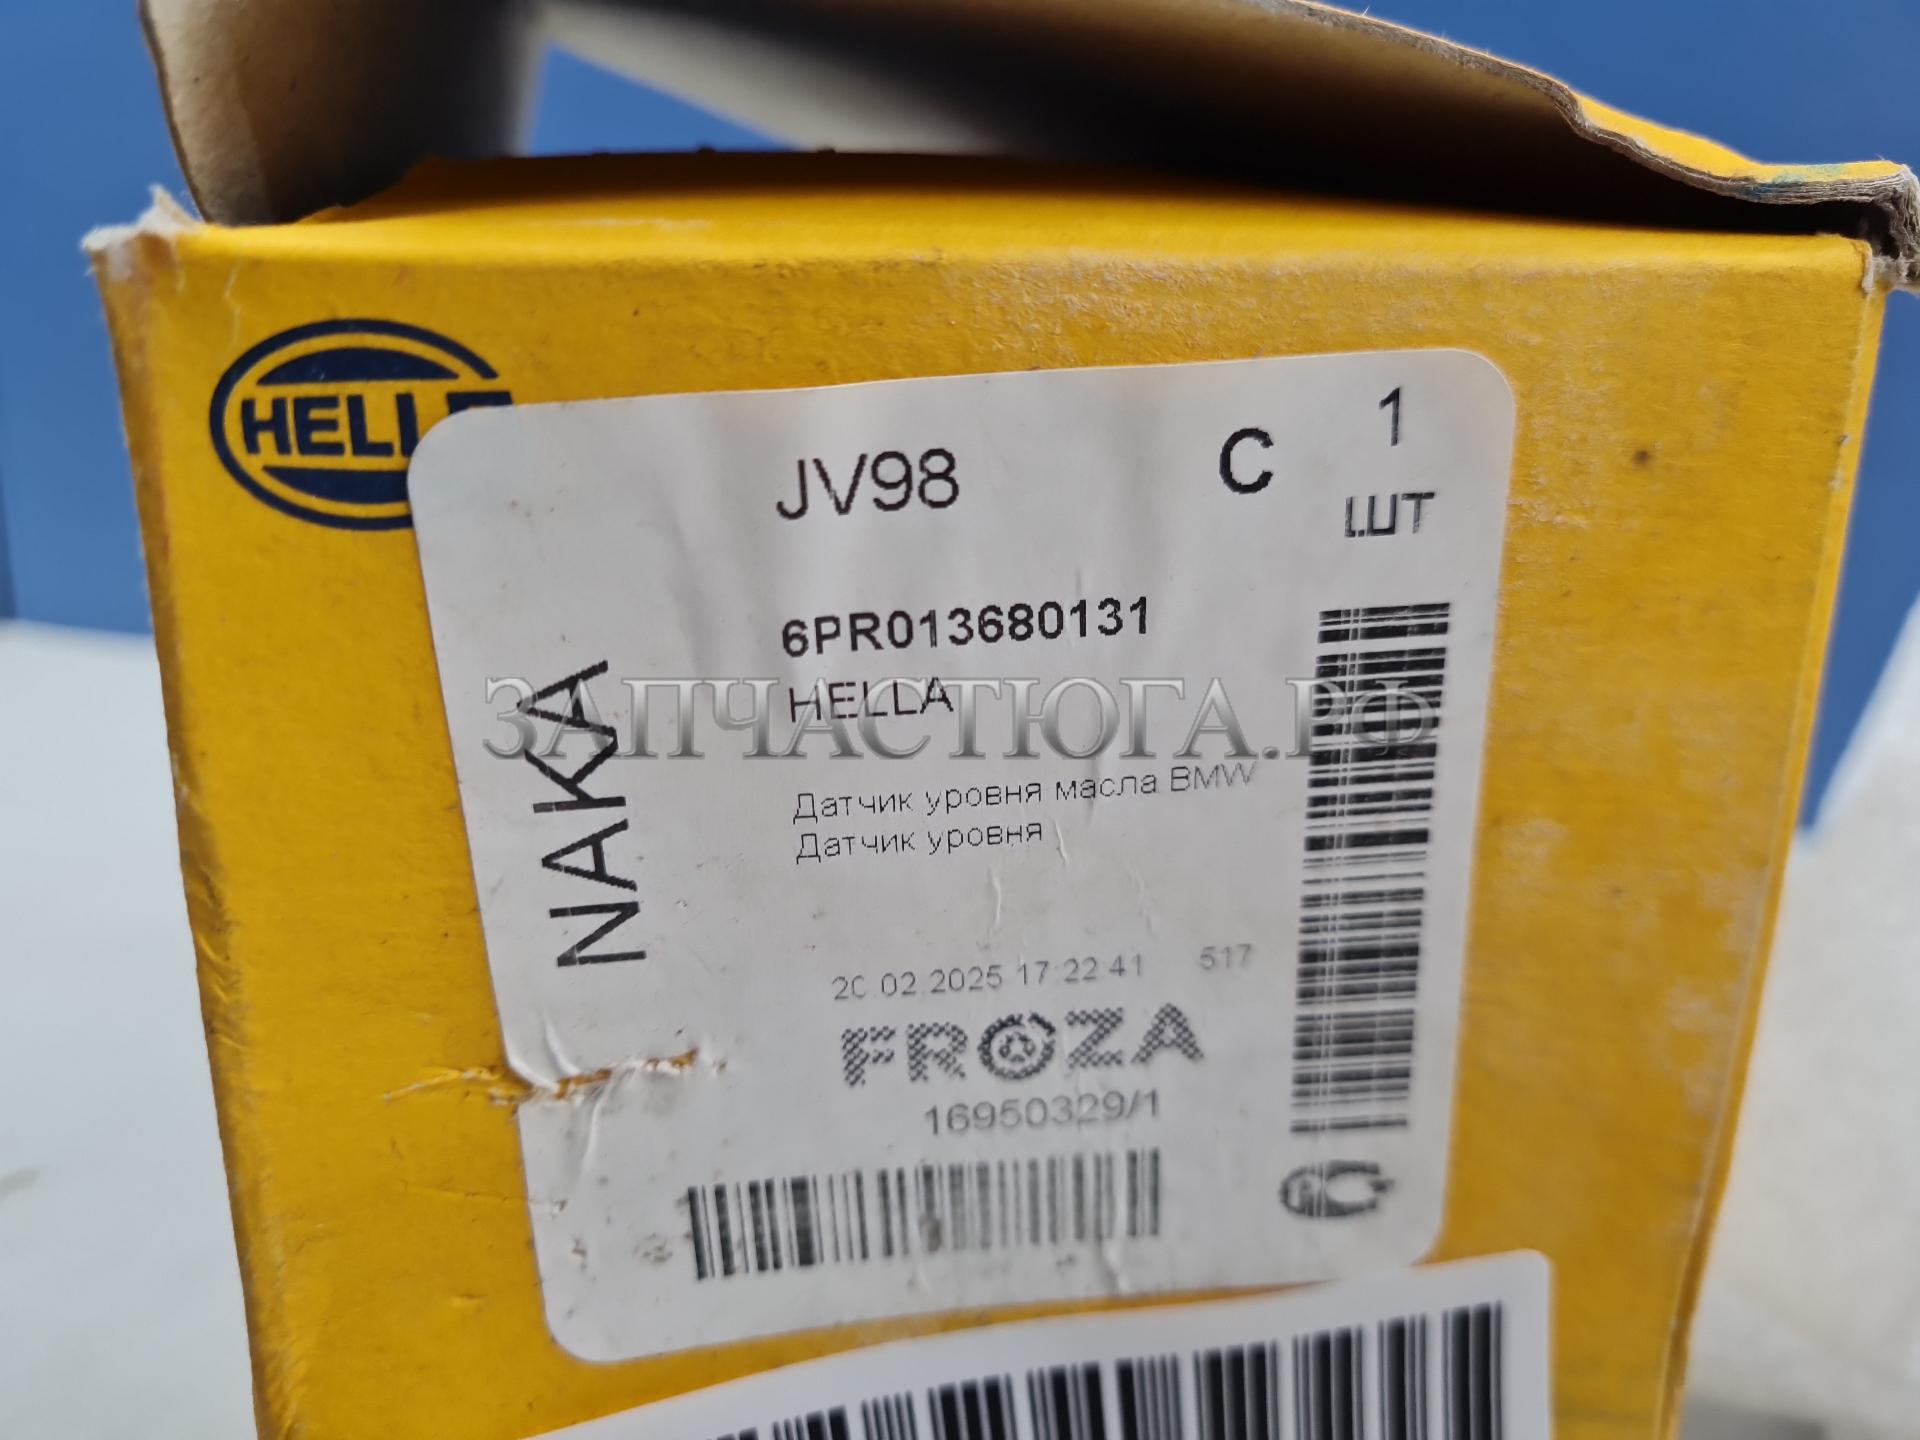 HELL
JV98
C
1
ШТ
6PR013680131
HELLA
ЗАПЧАСТЮГА.РФ
NAKA
Датчик уровня масла BMW
Датчик уровня
20.02.2025 17:22:41 517
FROZA
16950329/1